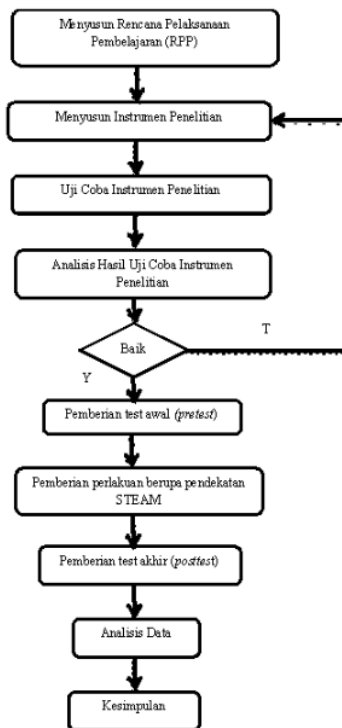 Menyusun Rencana Pelaksanaan
Pembelajaran (RPP)
Menyusun Instrumen Penelitian
Uji Coba Instrumen Penelitian
Analisis Hasil Uji Coba Instrumen
Penelitian
Baik
T
Y
Pemberian test awal (pretest)
Pemberian perlakuan berupa pendekatan
STEAM
Pemberian test akhir (posttest)
Analisis Data
Kesimpulan